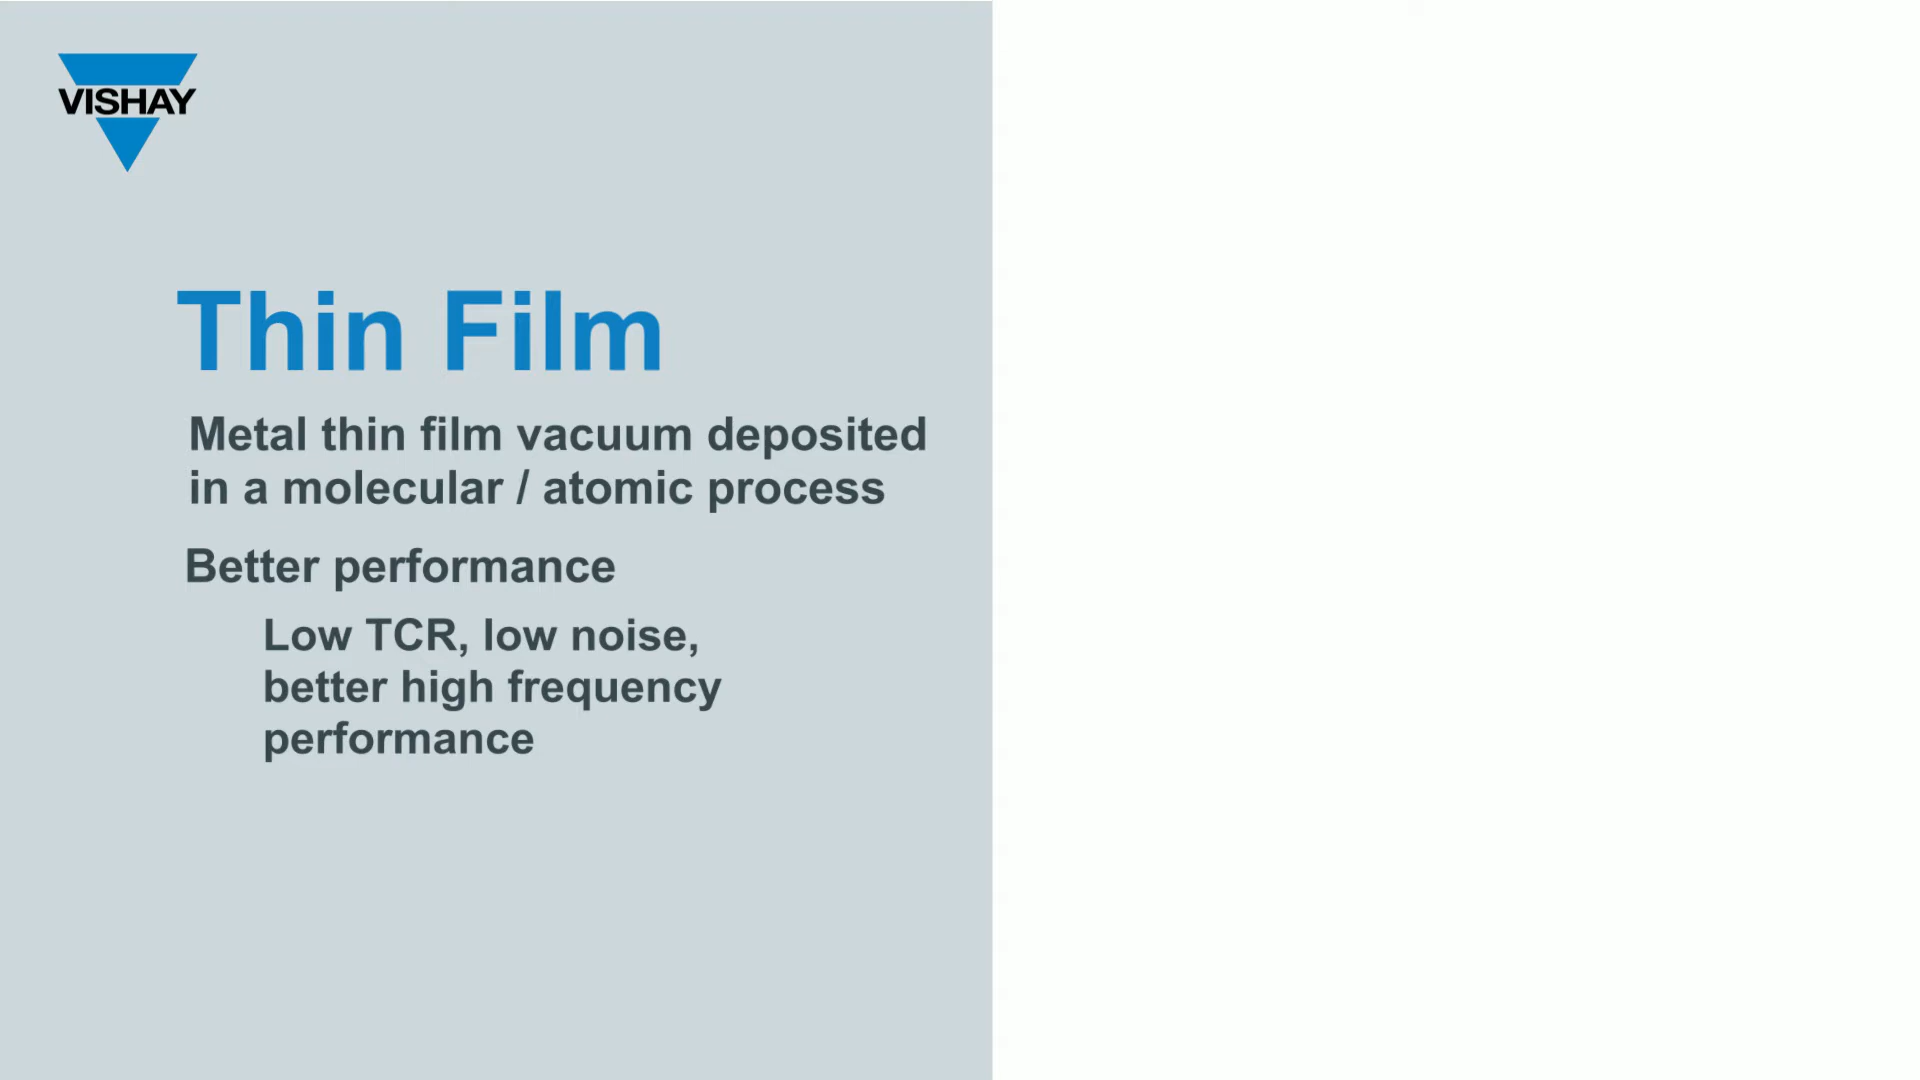 VISHAY
Thin Film
Metal thin film vacuum deposited
in a molecular / atomic process
Better performance
Low TCR, low noise,
better high frequency
performance